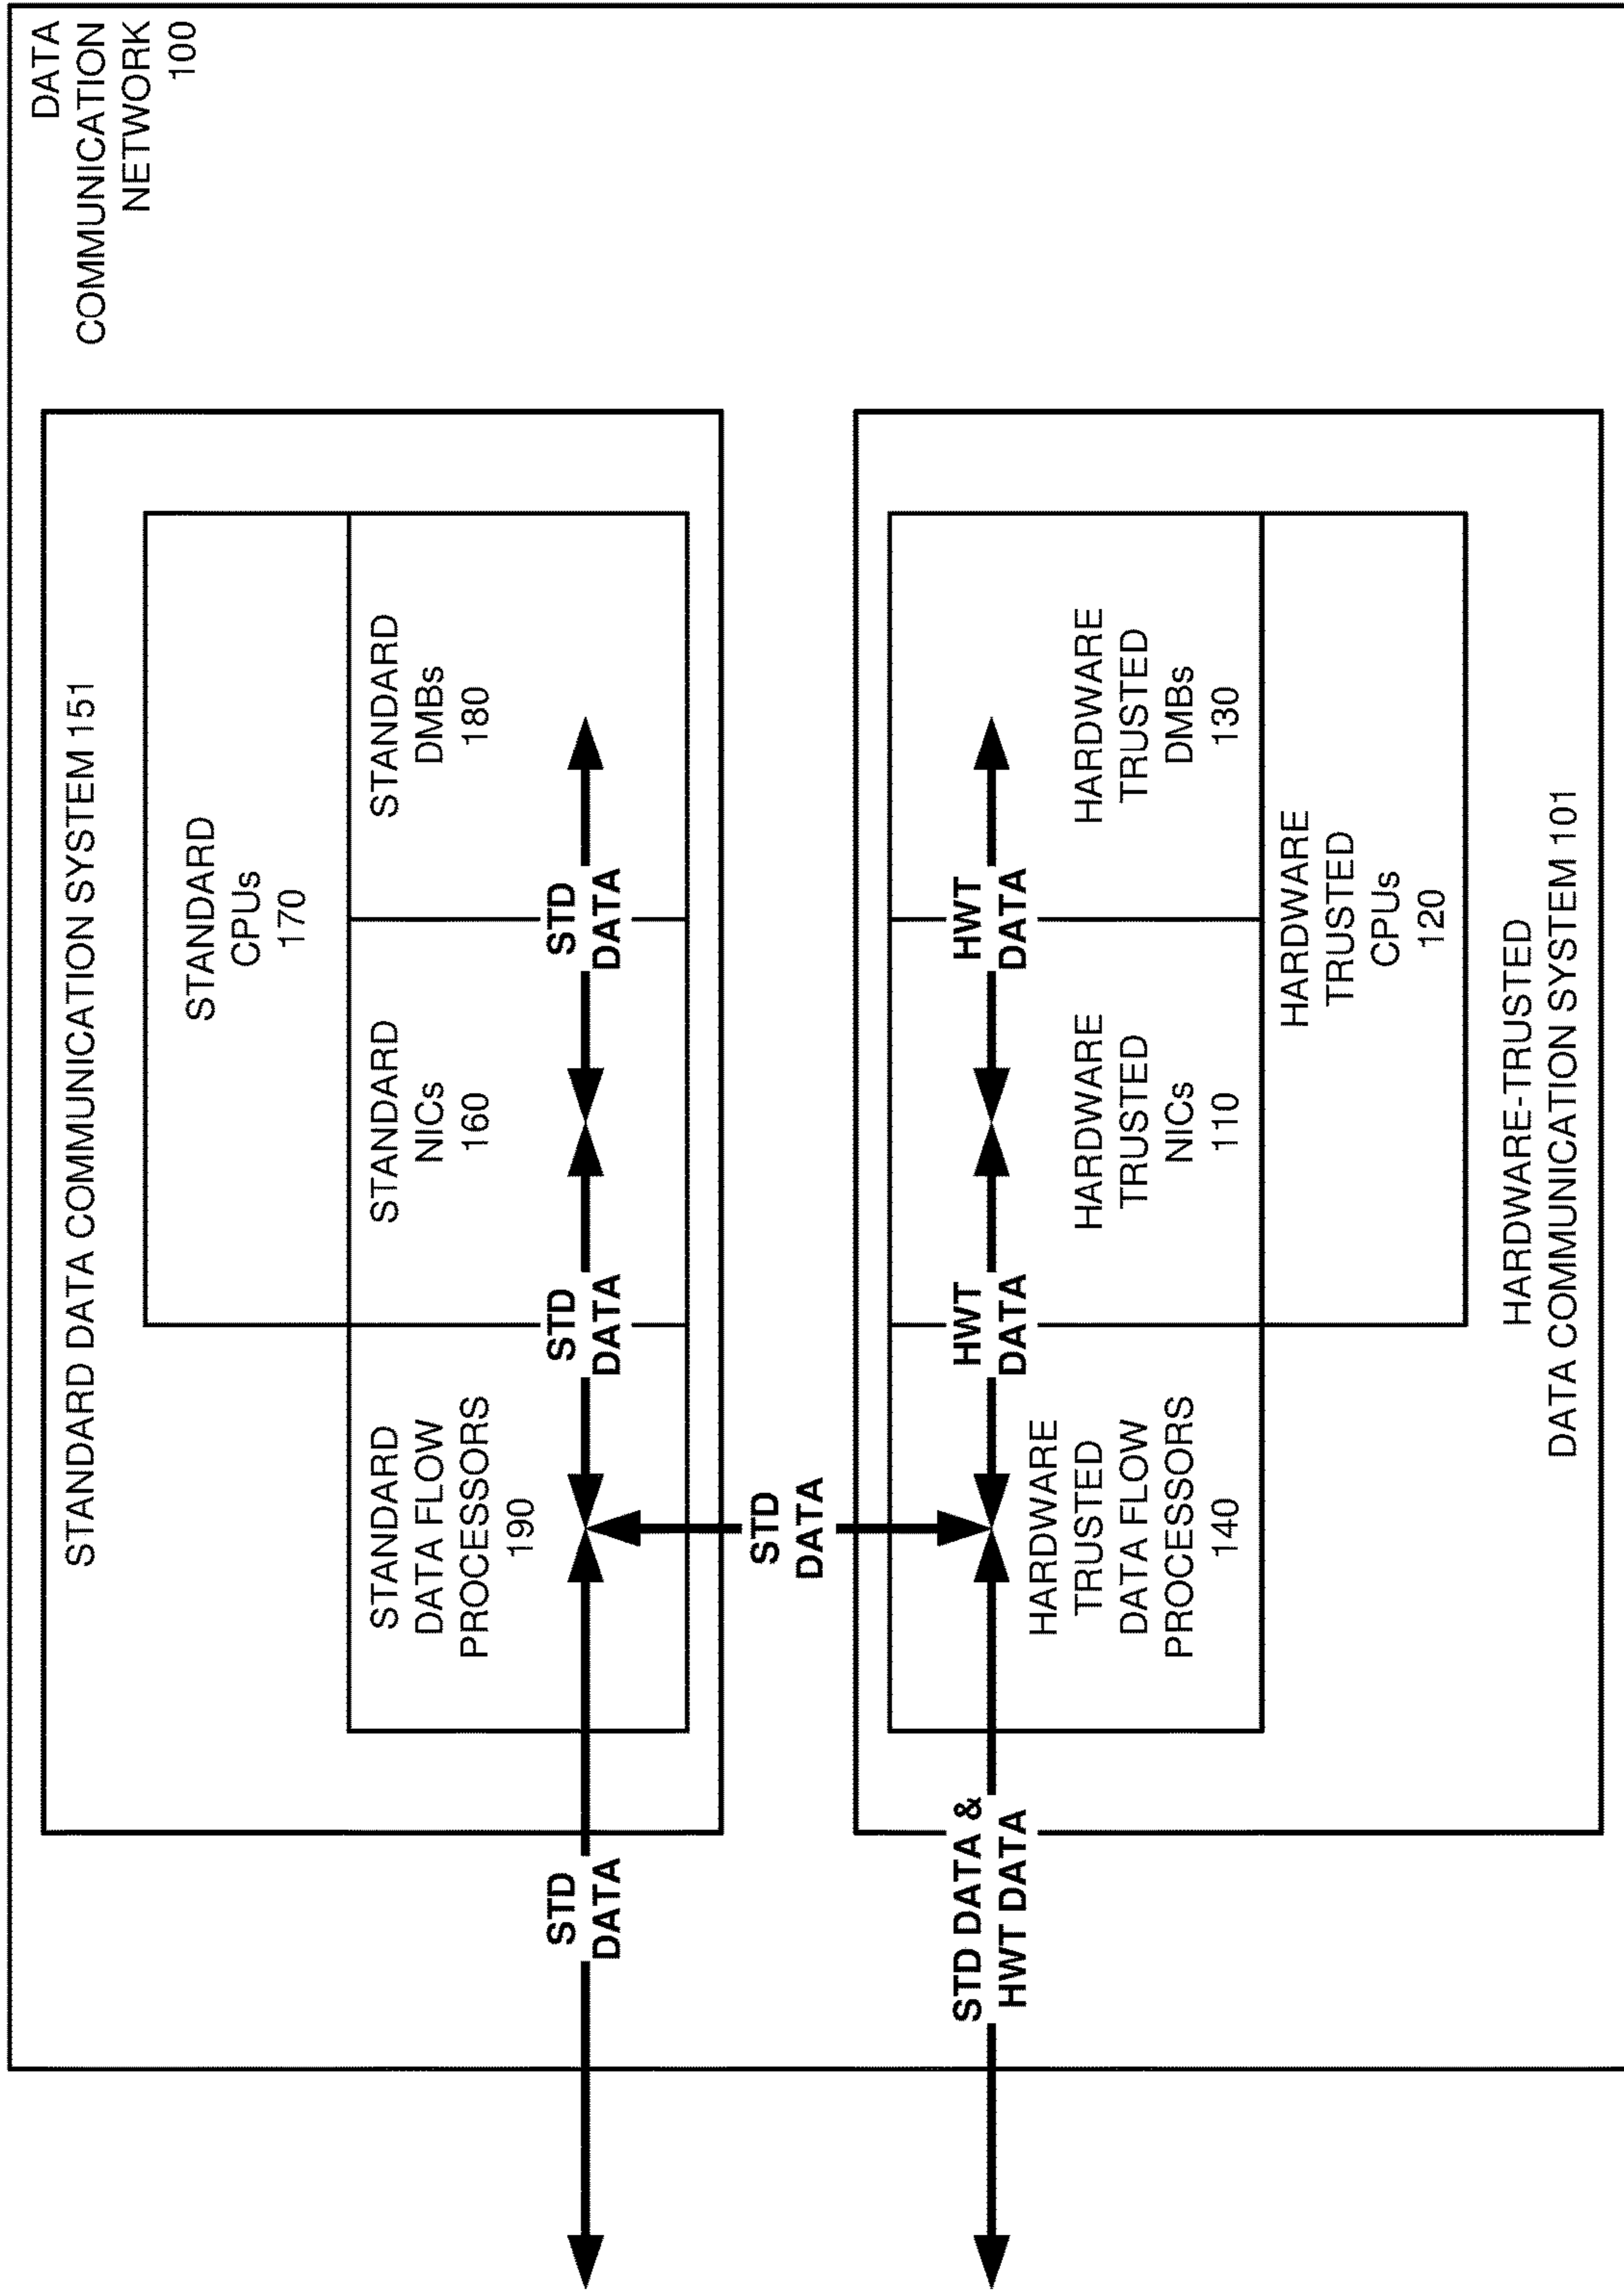 DATA
COMMUNICATION
NETWORK
100
STANDARD DATA COMMUNICATION SYSTEM 151
STANDARD
CPUs
170
STANDARD
DATA FLOW
PROCESSORS
190
STANDARD
NICs
160
STANDARD
DMBs
180
STD
DATA
STD
DATA
STD
DATA
STD
DATA
STD DATA &
HWT DATA
HWT
DATA
HWT
DATA
HARDWARE
TRUSTED
DATA FLOW
PROCESSORS
140
HARDWARE
TRUSTED
NICs
110
HARDWARE
TRUSTED
DMBs
130
HARDWARE
TRUSTED
CPUs
120
HARDWARE-TRUSTED
DATA COMMUNICATION SYSTEM 101